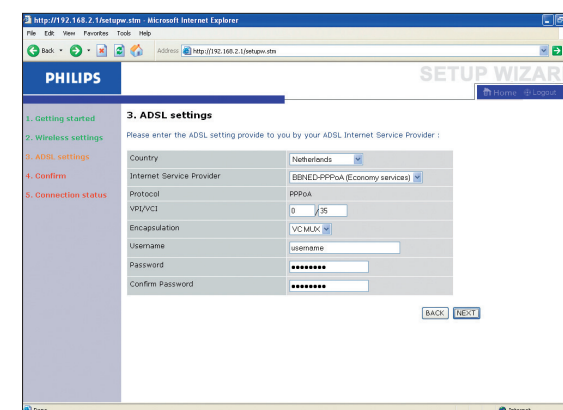 http://192.168.2.1/setupw.stm - Microsoft Internet Explorer
File Edit View Favorites Tools Help
Back
Address http://192.168.2.1/setupw.stm
PHILIPS
SETUP WIZAR
Home Logout
1. Getting started
2. Wireless settings
3. ADSL settings
4. Confirm
5. Connection status
3. ADSL settings
Please enter the ADSL setting provide to you by your ADSL Internet Service Provider :
Country Netherlands
Internet Service Provider BBNED-PPPoA (Economy services)
Protocol PPPoA
VPI/VCI 0 / 35
Encapsulation VC MUX
Username username
Password ••••••••
Confirm Password ••••••••
BACK NEXT